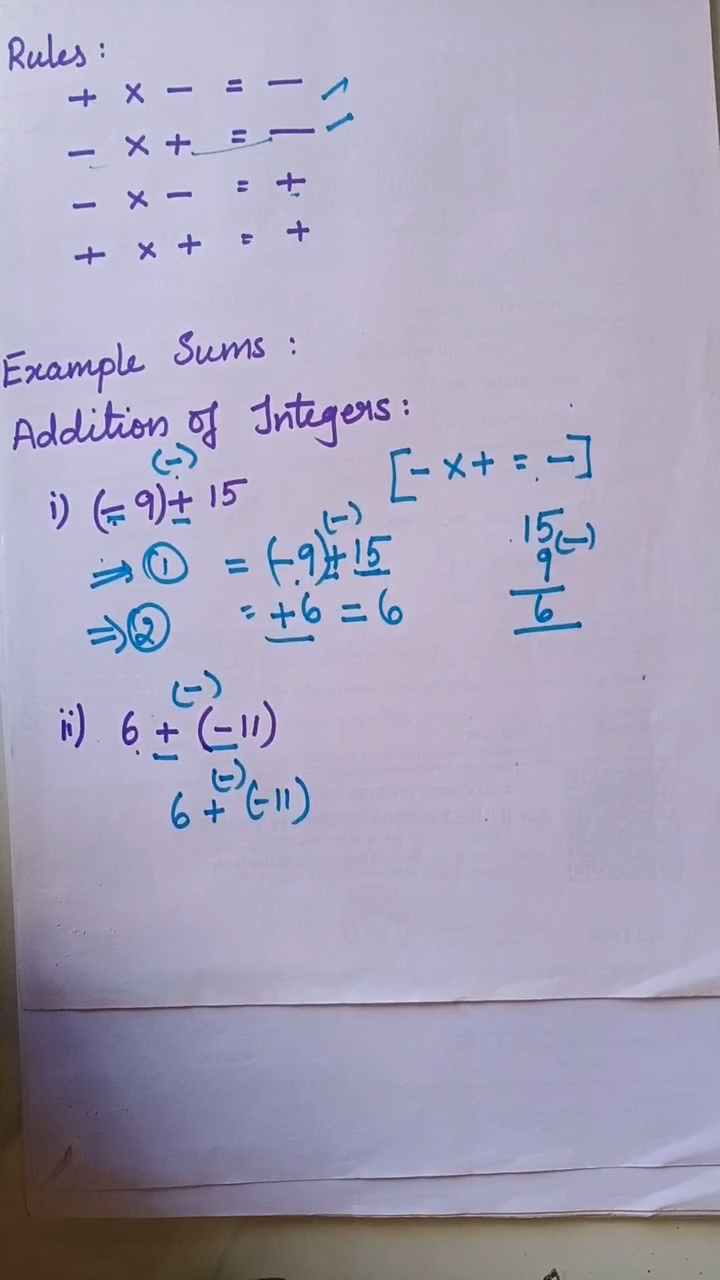 Rules:
+ × - = -
- × + = -
- × - = +
+ × + = +
Example Sums:
Addition of Integers:
(-)
i) (-9)+15
[- × + = -]
(-)
⇒ ① = (-9)+15
⇒ ② = +6 = 6
15
9 (-)
6
(-)
ii) 6 + (-11)
(-)
6 + (-11)